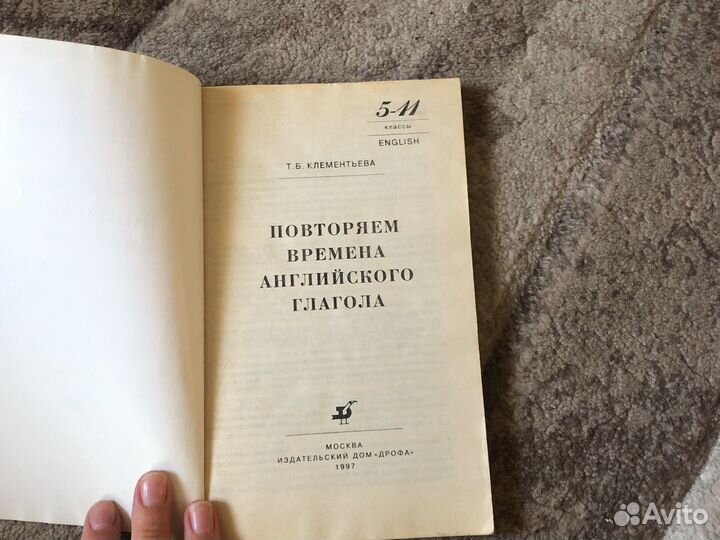 5-11
классы
ENGLISH
Т.Б. КЛЕМЕНТЬЕВА
ПОВТОРЯЕМ
ВРЕМЕНА
АНГЛИЙСКОГО
ГЛАГОЛА
МОСКВА
ИЗДАТЕЛЬСКИЙ ДОМ «ДРОФА»
1997
Avito